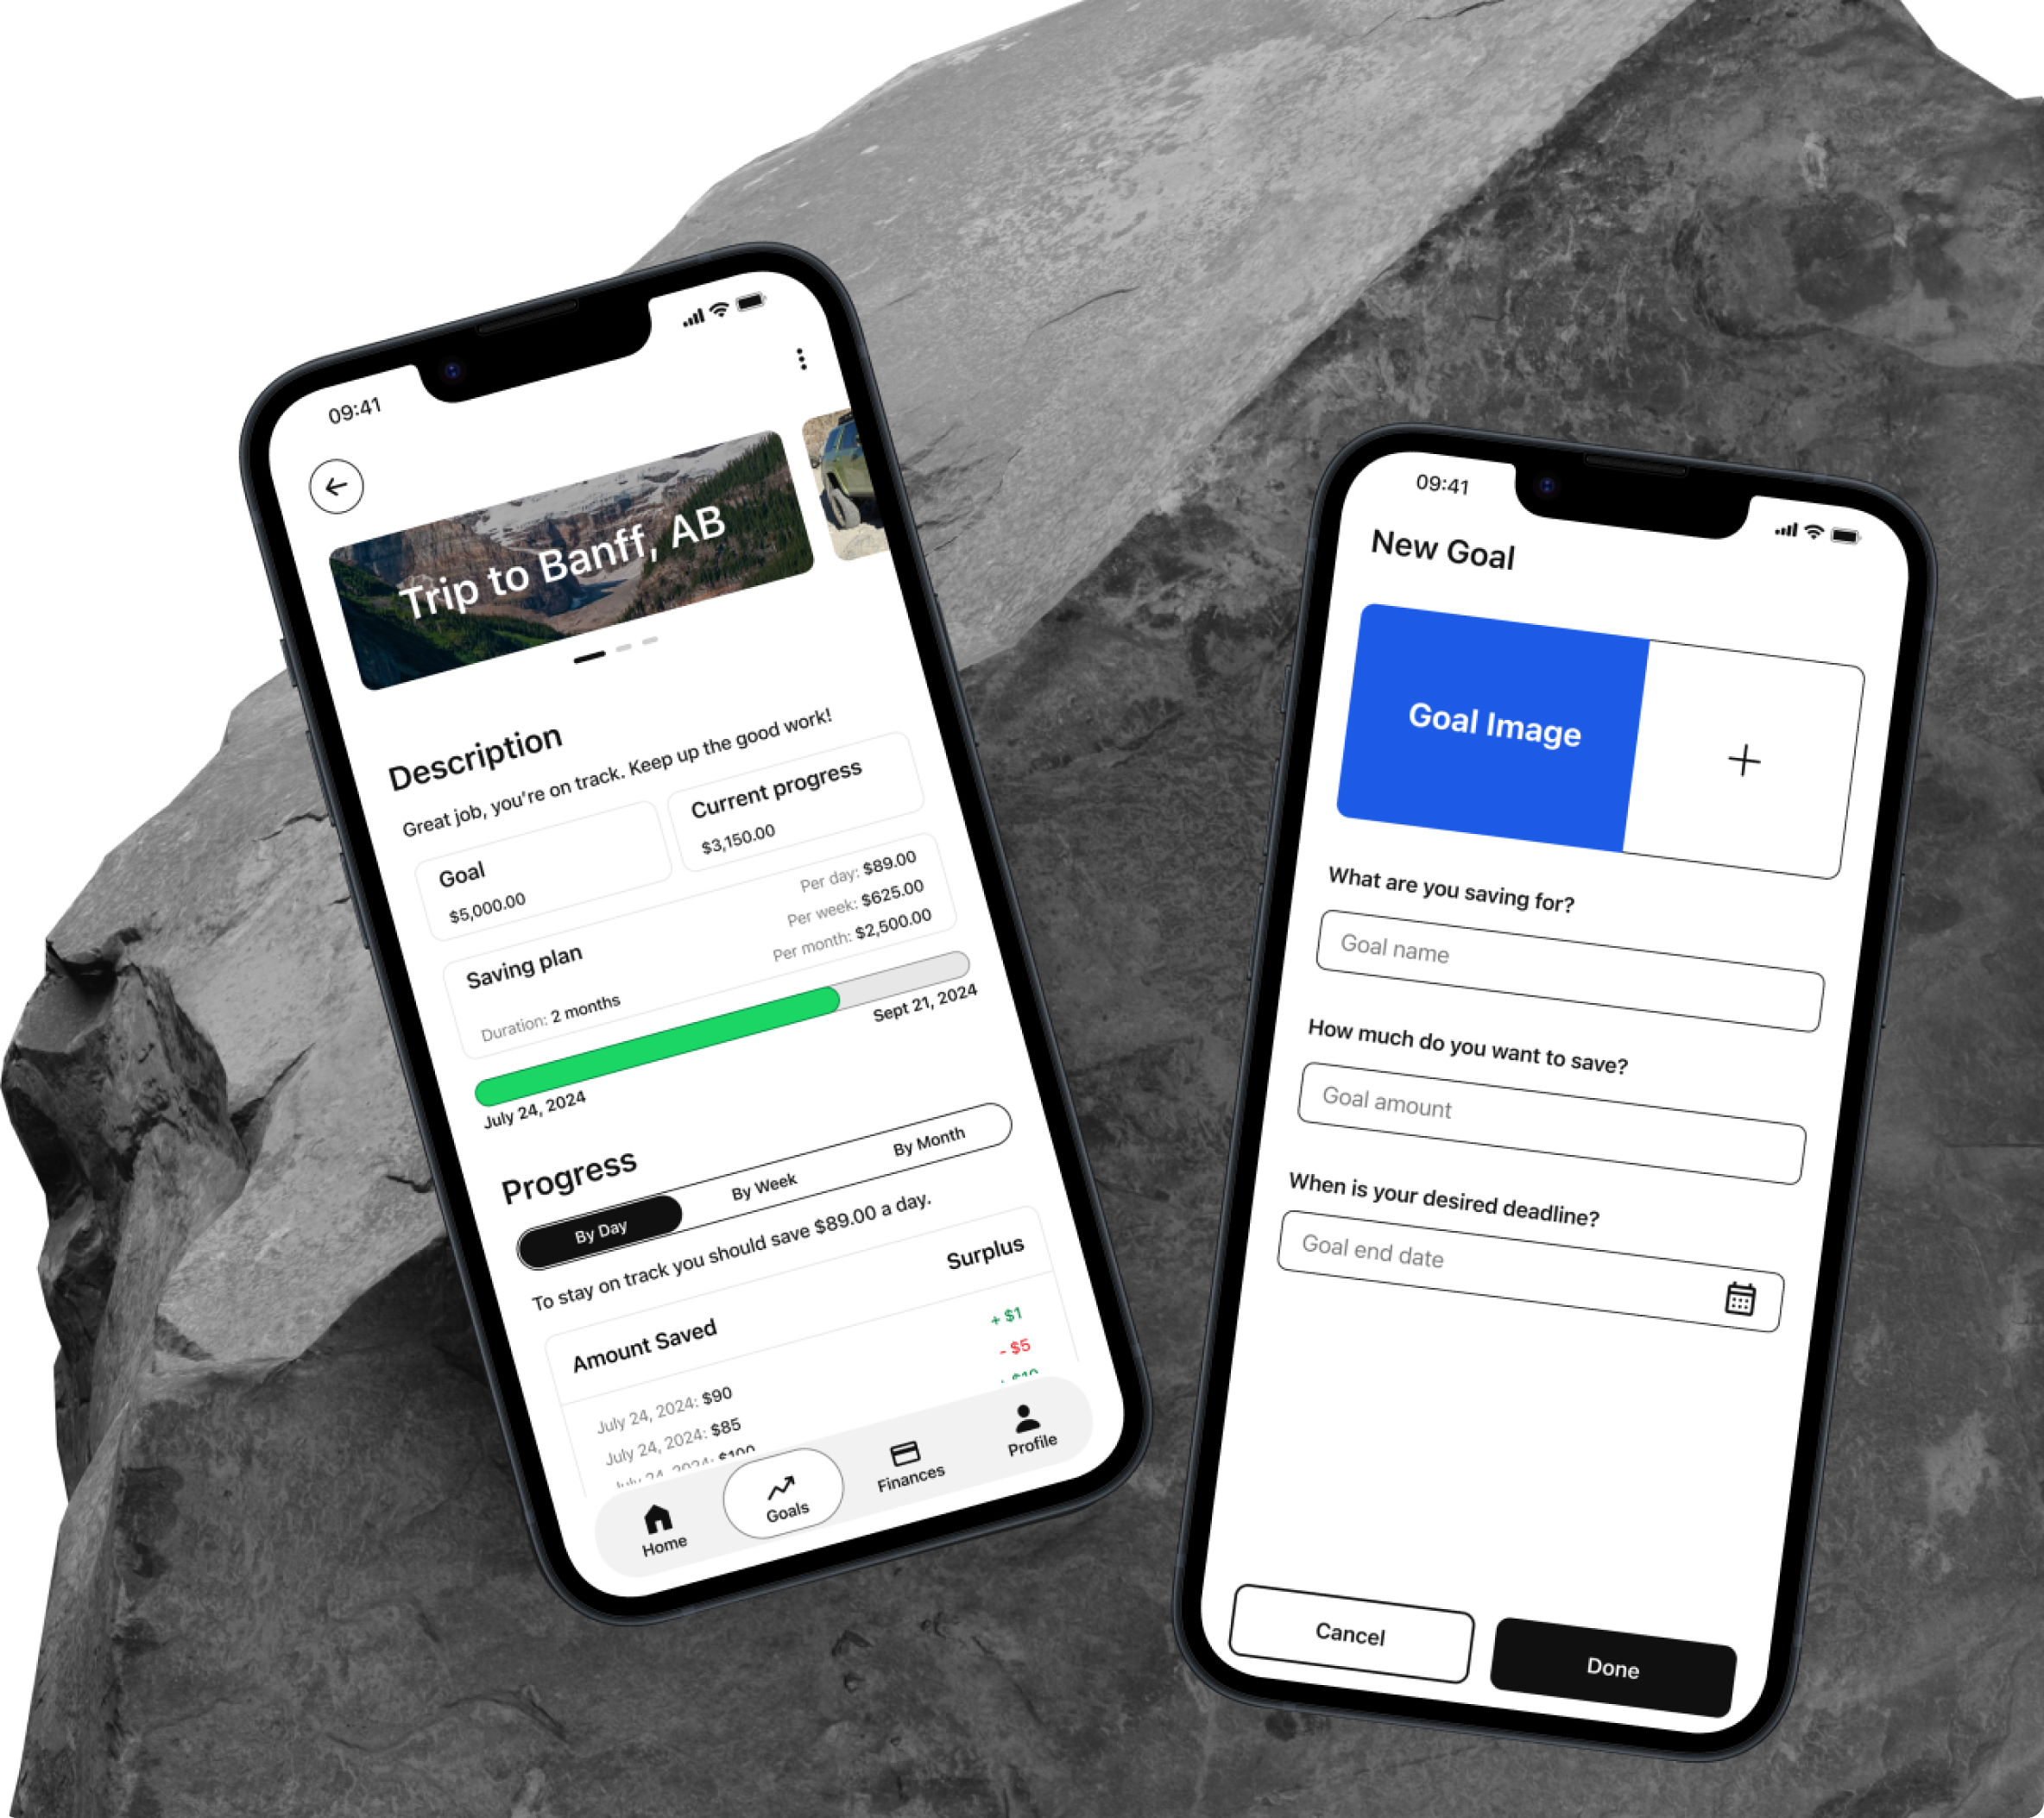 09:41
Trip to Banff, AB
Description
Great job, you're on track. Keep up the good work!
Goal
$5,000.00
Current progress
$3,150.00
Saving plan
Duration: 2 months
Per day: $89.00
Per week: $625.00
Per month: $2,500.00
July 24, 2024
Sept 21, 2024
Progress
By Day
By Week
By Month
To stay on track you should save $89.00 a day.
Amount Saved
Surplus
July 24, 2024: $90
+ $1
July 24, 2024: $85
- $5
July 24, 2024: $100
+ $10
Home
Goals
Finances
Profile
09:41
New Goal
Goal Image
What are you saving for?
Goal name
How much do you want to save?
Goal amount
When is your desired deadline?
Goal end date
Cancel
Done